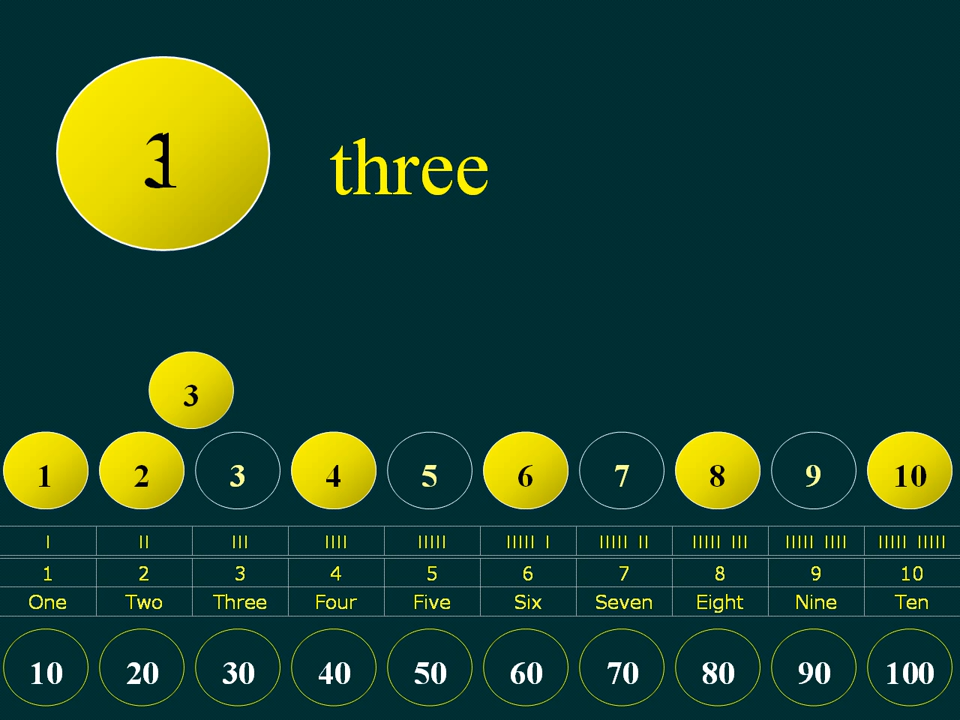 three
3
1 2 3 4 5 6 7 8 9 10
I II III IIII IIIII IIIII I IIIII II IIIII III IIIII IIII IIIII IIIII
1 2 3 4 5 6 7 8 9 10
One Two Three Four Five Six Seven Eight Nine Ten
10 20 30 40 50 60 70 80 90 100